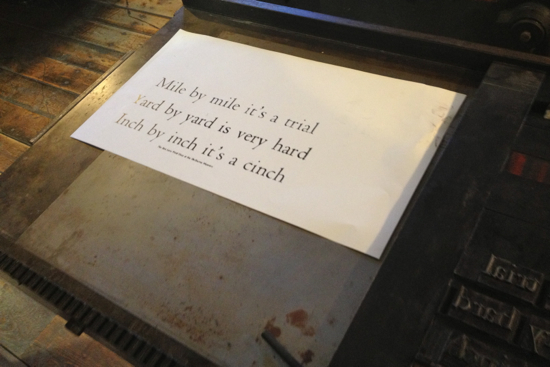 Mile by mile it's a trial
Yard by yard is very hard
Inch by inch it's a cinch